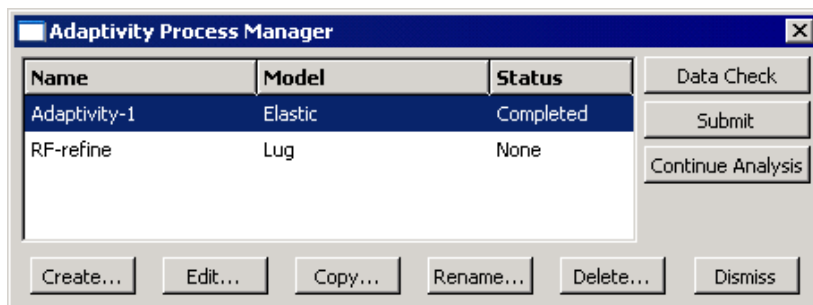 Adaptivity Process Manager
Name Model Status
Adaptivity-1 Elastic Completed
RF-refine Lug None
Data Check
Submit
Continue Analysis
Create... Edit... Copy... Rename... Delete... Dismiss